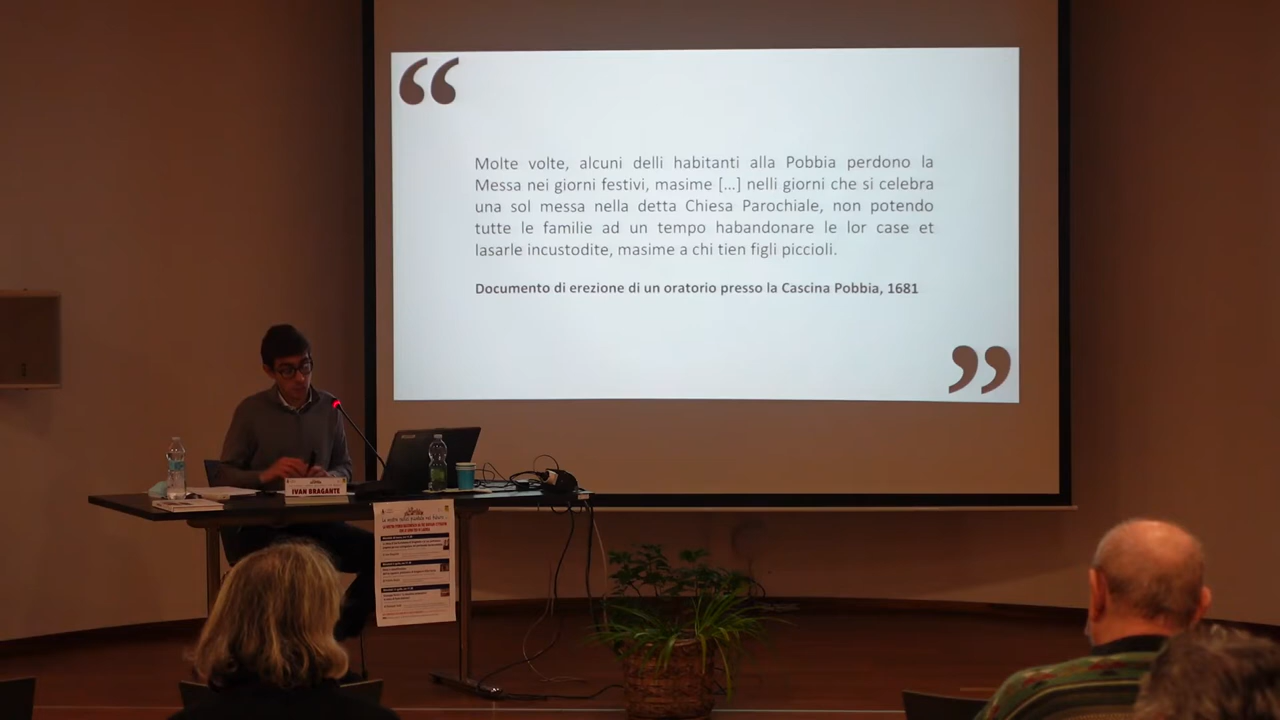 “
Molte volte, alcuni delli habitanti alla Pobbia perdono la
Messa nei giorni festivi, masime [...] nelli giorni che si celebra
una sol messa nella detta Chiesa Parochiale, non potendo
tutte le familie ad un tempo habandonare le lor case et
lasarle incustodite, masime a chi tien figli piccioli.
Documento di erezione di un oratorio presso la Cascina Pobbia, 1681
”
IVAN BRAGANTE